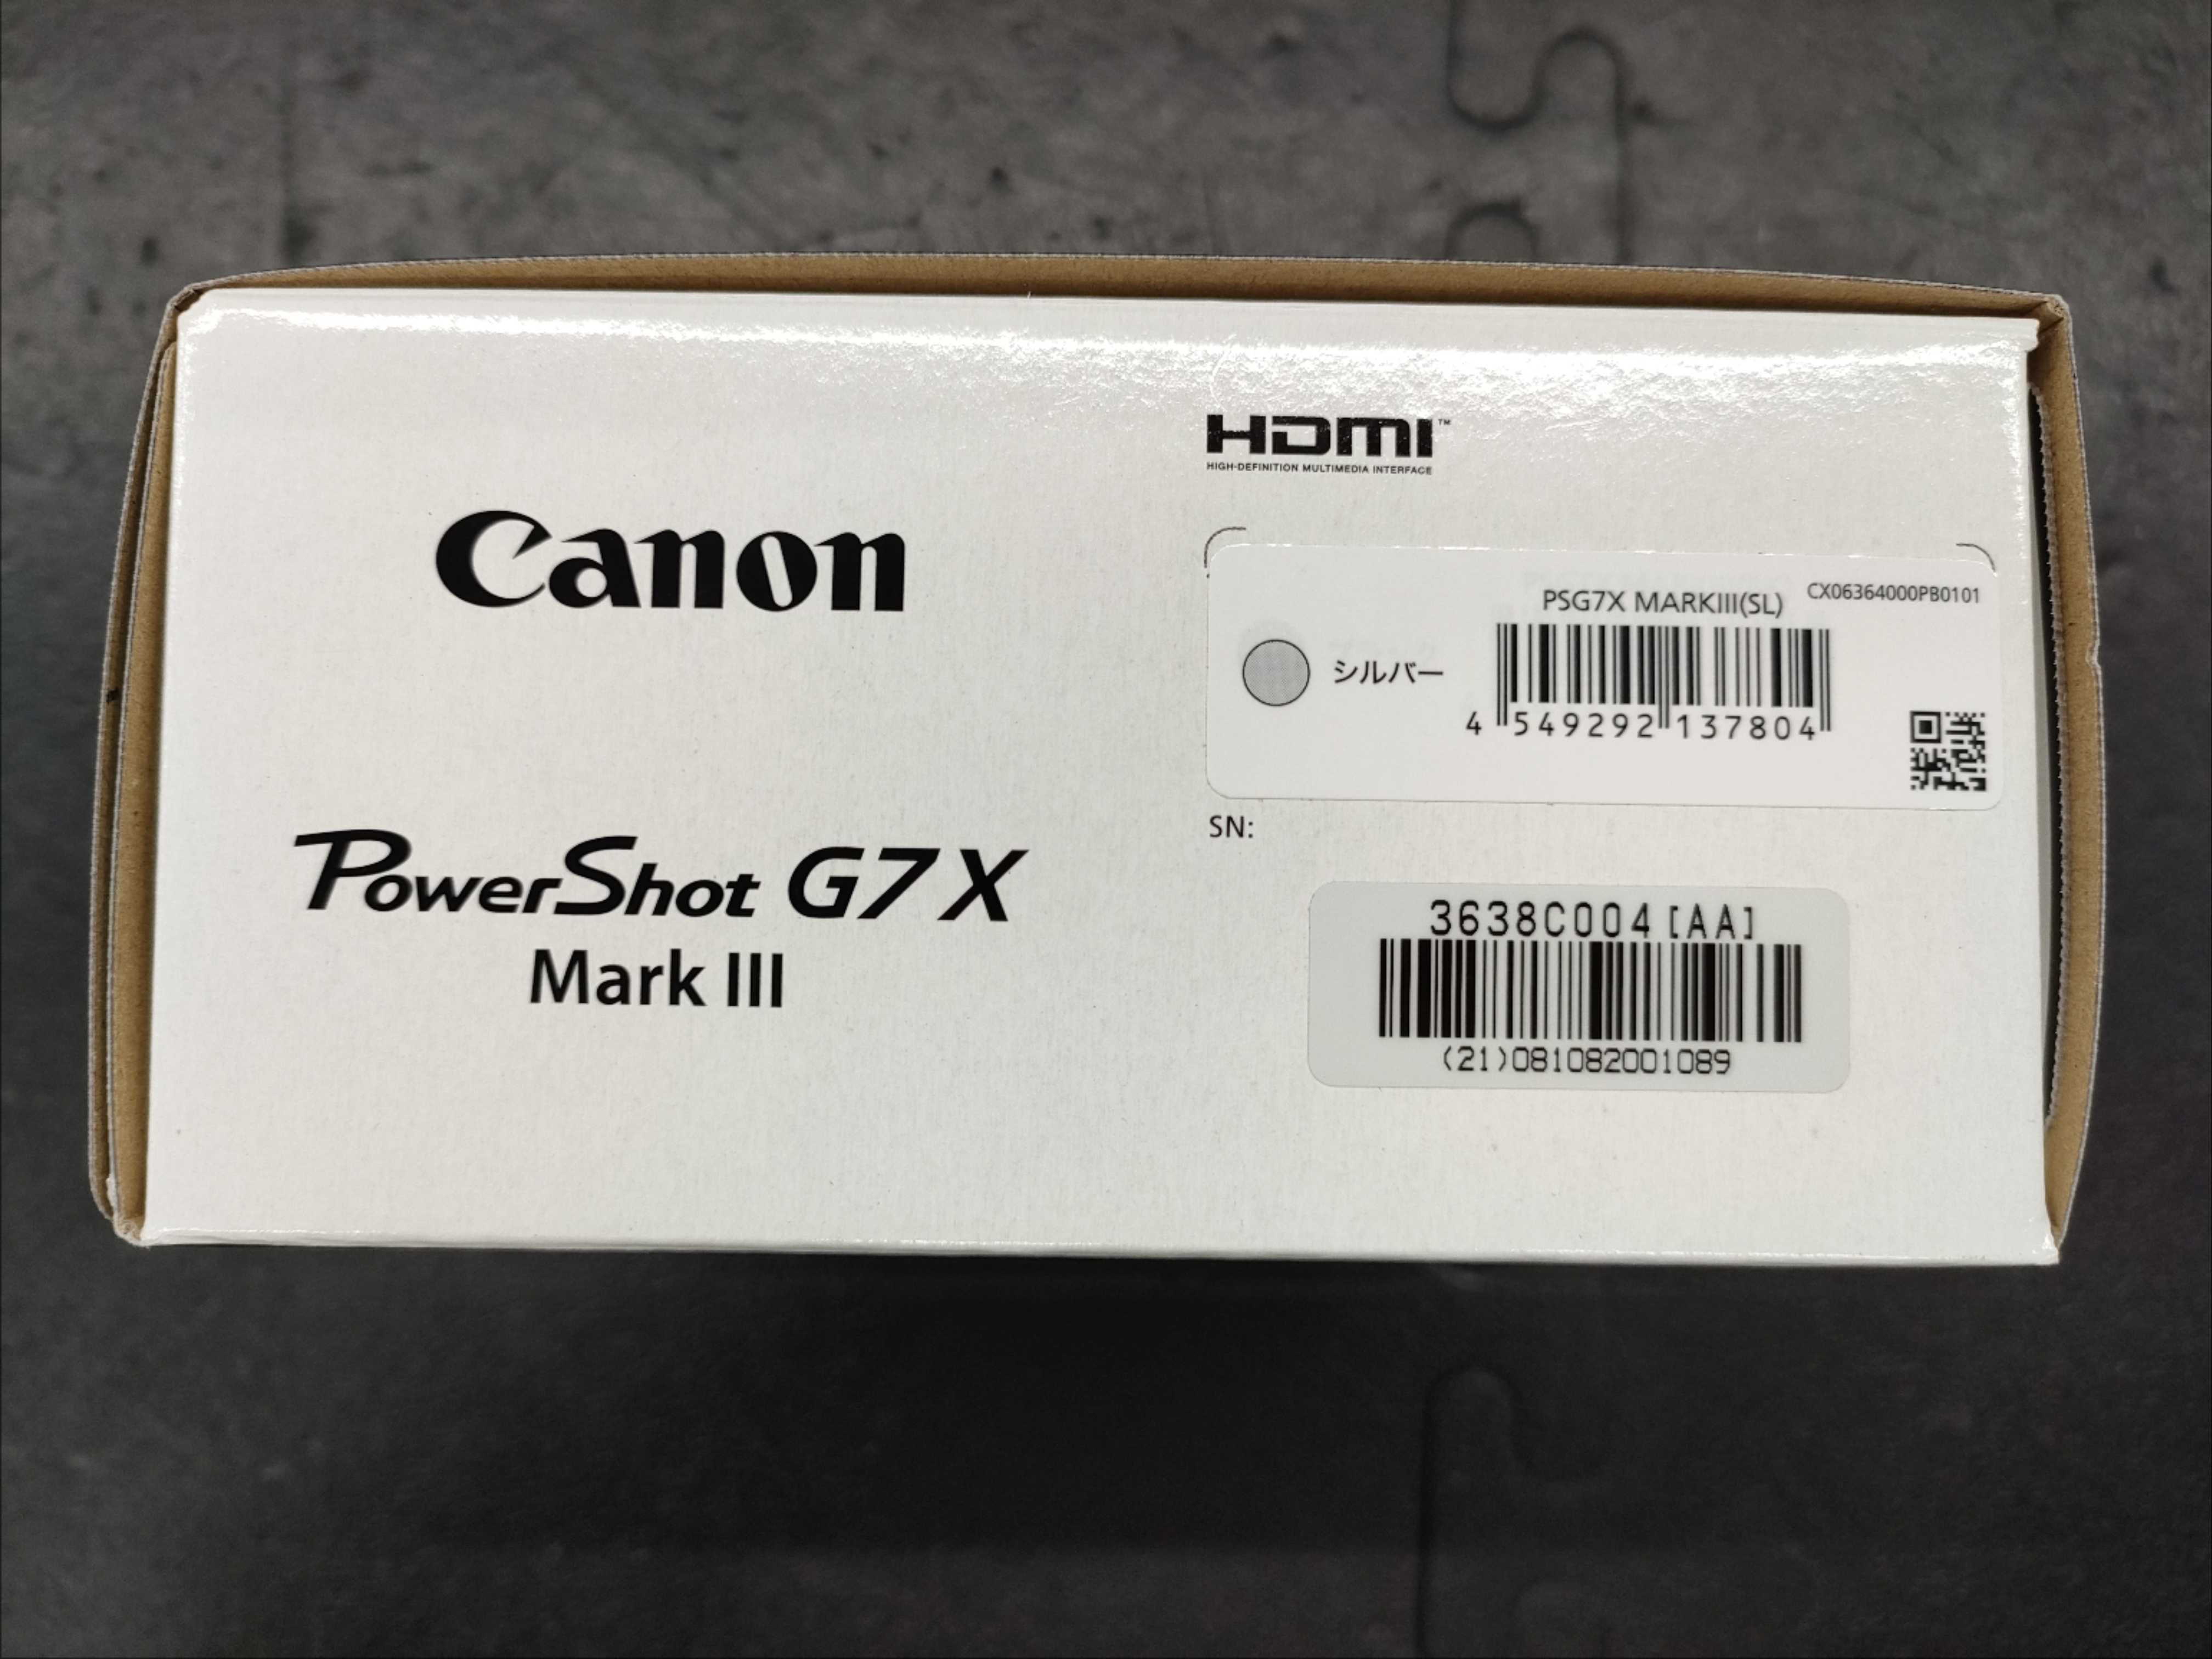 Canon
PowerShot G7 X
Mark III
HDMI™
HIGH-DEFINITION MULTIMEDIA INTERFACE
PSG7X MARKIII(SL)
CX06364000PB0101
シルバー
4 549292 137804
SN:
3638C004[AA]
(21)081082001089